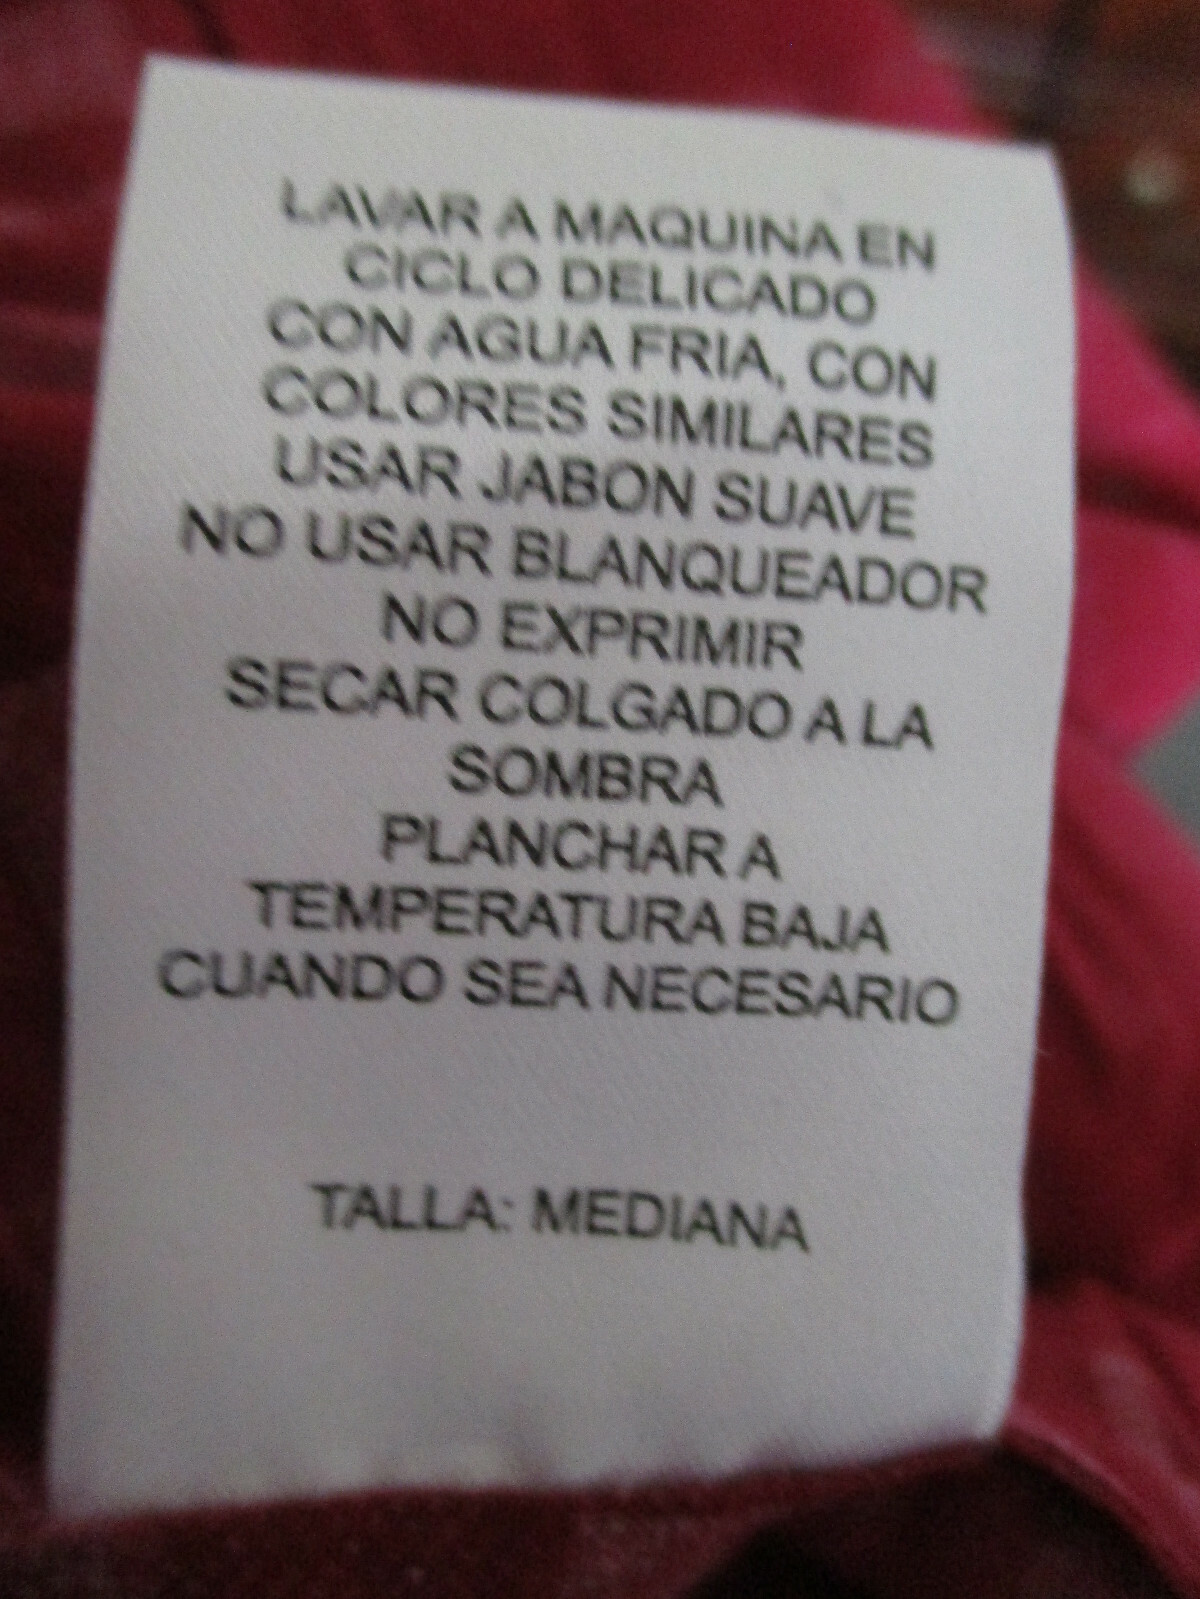 LAVAR A MAQUINA EN
CICLO DELICADO
CON AGUA FRIA, CON
COLORES SIMILARES
USAR JABON SUAVE
NO USAR BLANQUEADOR
NO EXPRIMIR
SECAR COLGADO A LA
SOMBRA
PLANCHAR A
TEMPERATURA BAJA
CUANDO SEA NECESARIO
TALLA: MEDIANA